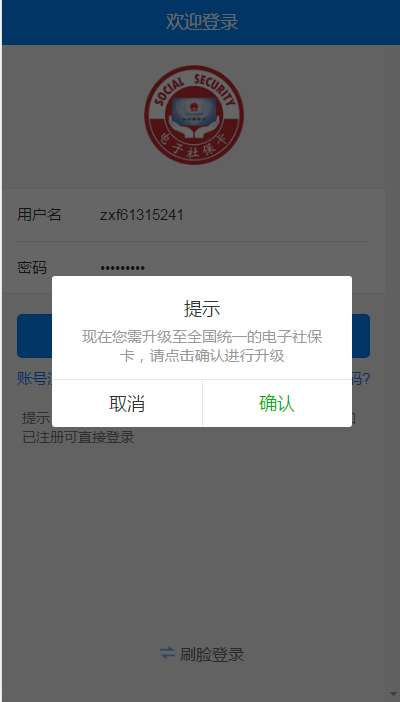 欢迎登录
SOCIAL SECURITY
电子社保卡
用户名 zxf61315241
密码 •••••••••
提示
现在您需升级至全国统一的电子社保
卡，请点击确认进行升级
取消 确认
账号 码?
提示
已注册可直接登录
刷脸登录